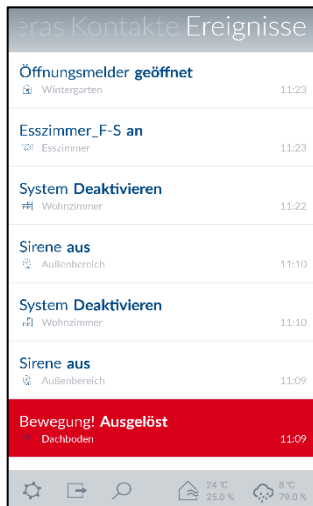 eras Kontakte Ereignisse
Öffnungsmelder geöffnet
Wintergarten 11:23
Esszimmer_F-S an
Esszimmer 11:23
System Deaktivieren
Wohnzimmer 11:22
Sirene aus
Außenbereich 11:10
System Deaktivieren
Wohnzimmer 11:10
Sirene aus
Außenbereich 11:09
Bewegung! Ausgelöst
Dachboden 11:09
24 °C 8 °C
25.0 % 79.0 %